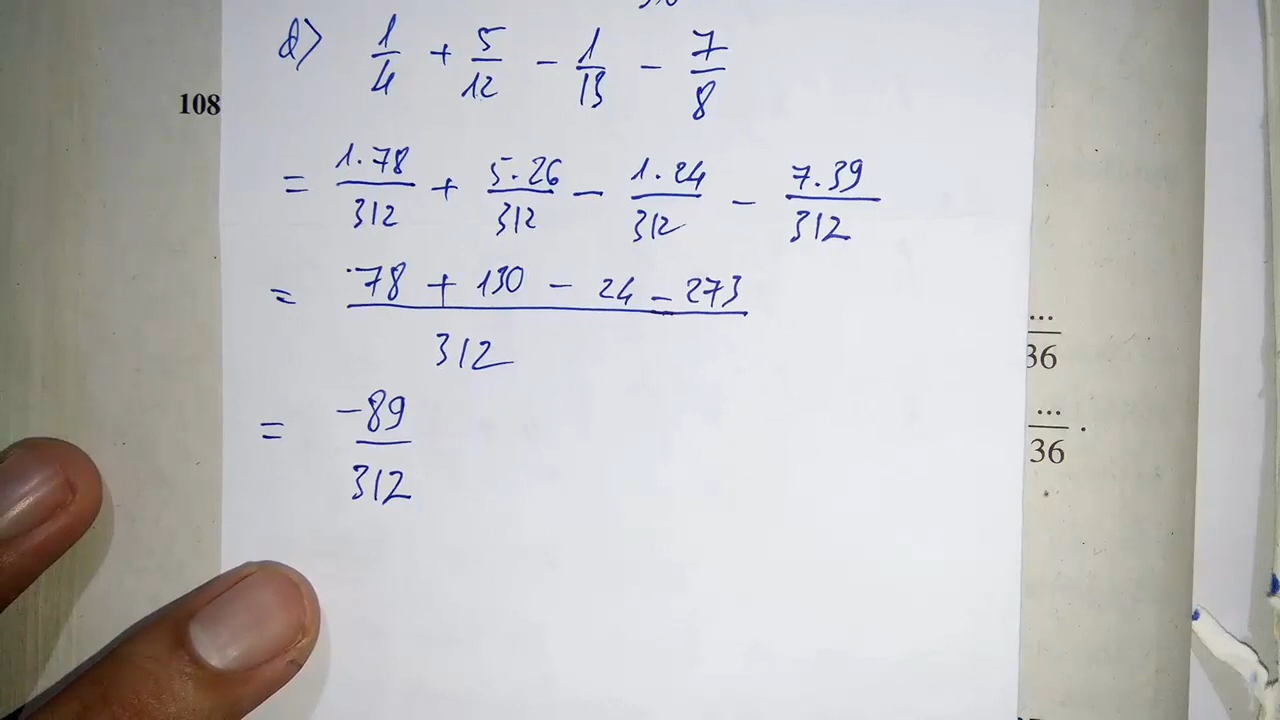 d) 1/4 + 5/12 - 1/13 - 7/8
108
= 1.78/312 + 5.26/312 - 1.24/312 - 7.39/312
= 78 + 130 - 24 - 273 / 312
= -89/312
.../36
.../36 .